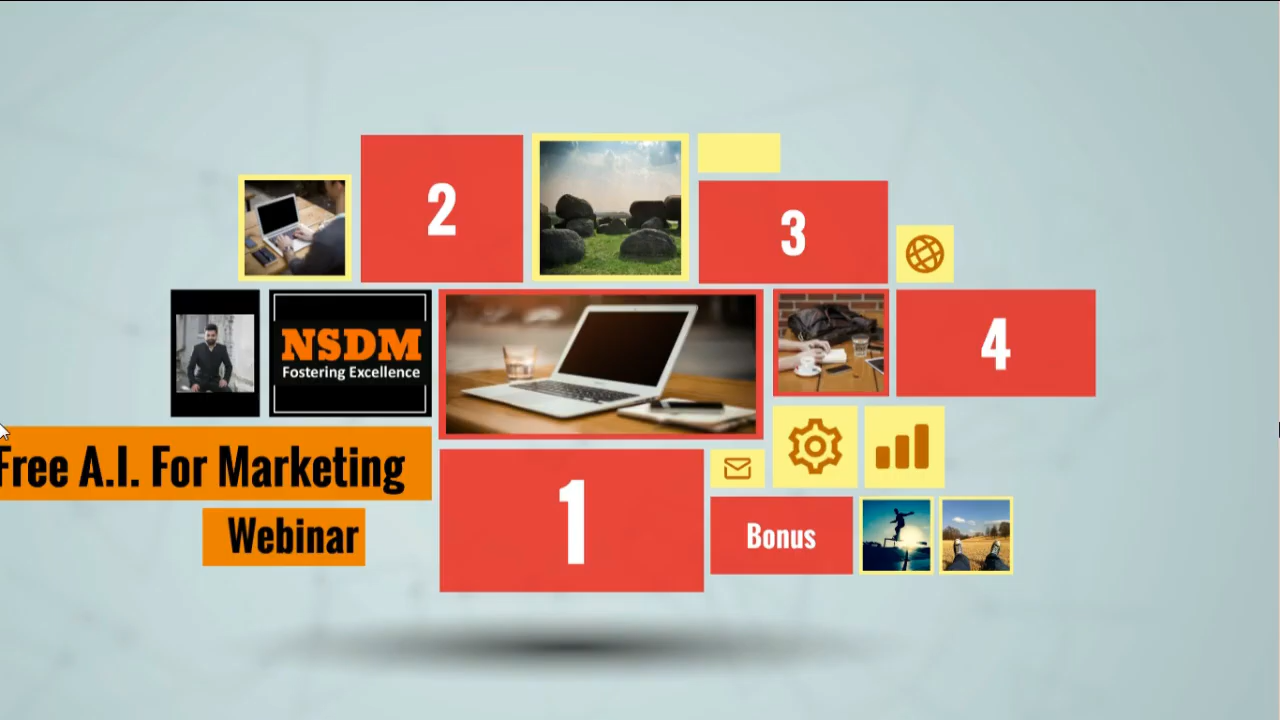 2
3
NSDM
Fostering Excellence
4
Free A.I. For Marketing
Webinar
1
Bonus